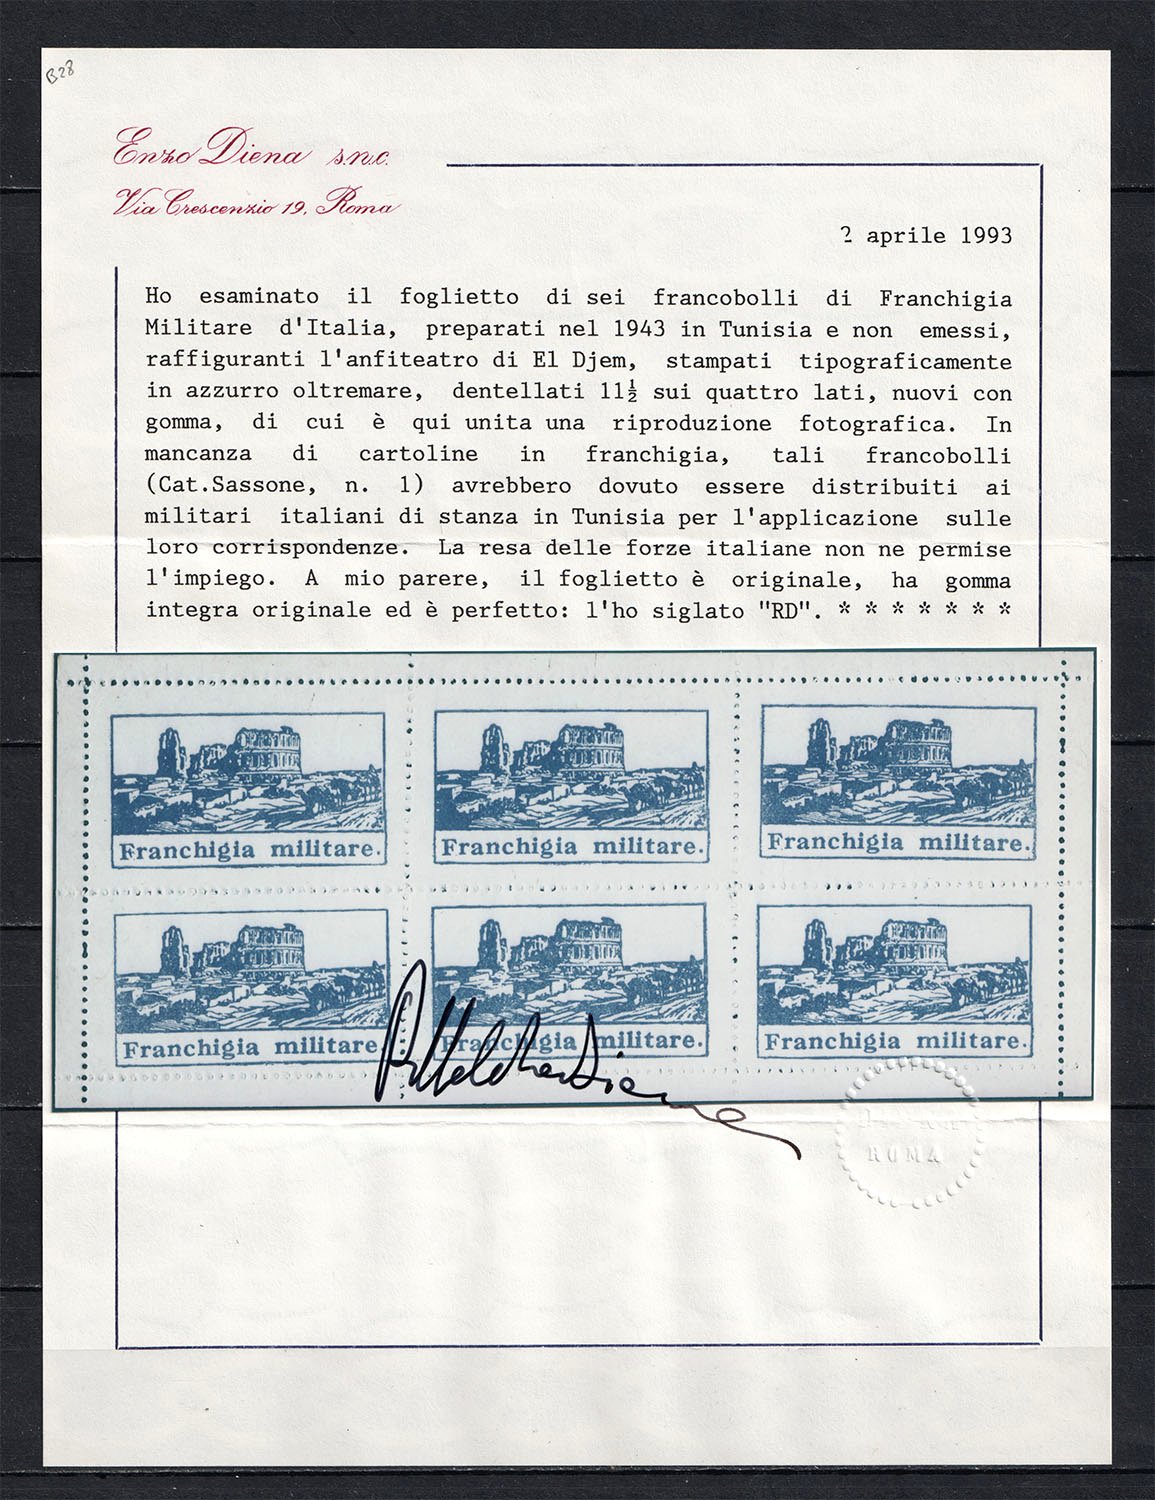 B28
Enzo Diena s.n.c.
Via Crescenzio 19, Roma
2 aprile 1993
Ho esaminato il foglietto di sei francobolli di Franchigia
Militare d'Italia, preparati nel 1943 in Tunisia e non emessi,
raffiguranti l'anfiteatro di El Djem, stampati tipograficamente
in azzurro oltremare, dentellati 11½ sui quattro lati, nuovi con
gomma, di cui è qui unita una riproduzione fotografica. In
mancanza di cartoline in franchigia, tali francobolli
(Cat.Sassone, n. 1) avrebbero dovuto essere distribuiti ai
militari italiani di stanza in Tunisia per l'applicazione sulle
loro corrispondenze. La resa delle forze italiane non ne permise
l'impiego. A mio parere, il foglietto è originale, ha gomma
integra originale ed è perfetto: l'ho siglato "RD". * * * * * * *
Franchigia militare. Franchigia militare. Franchigia militare.
Franchigia militare. Franchigia militare. Franchigia militare.
ROMA